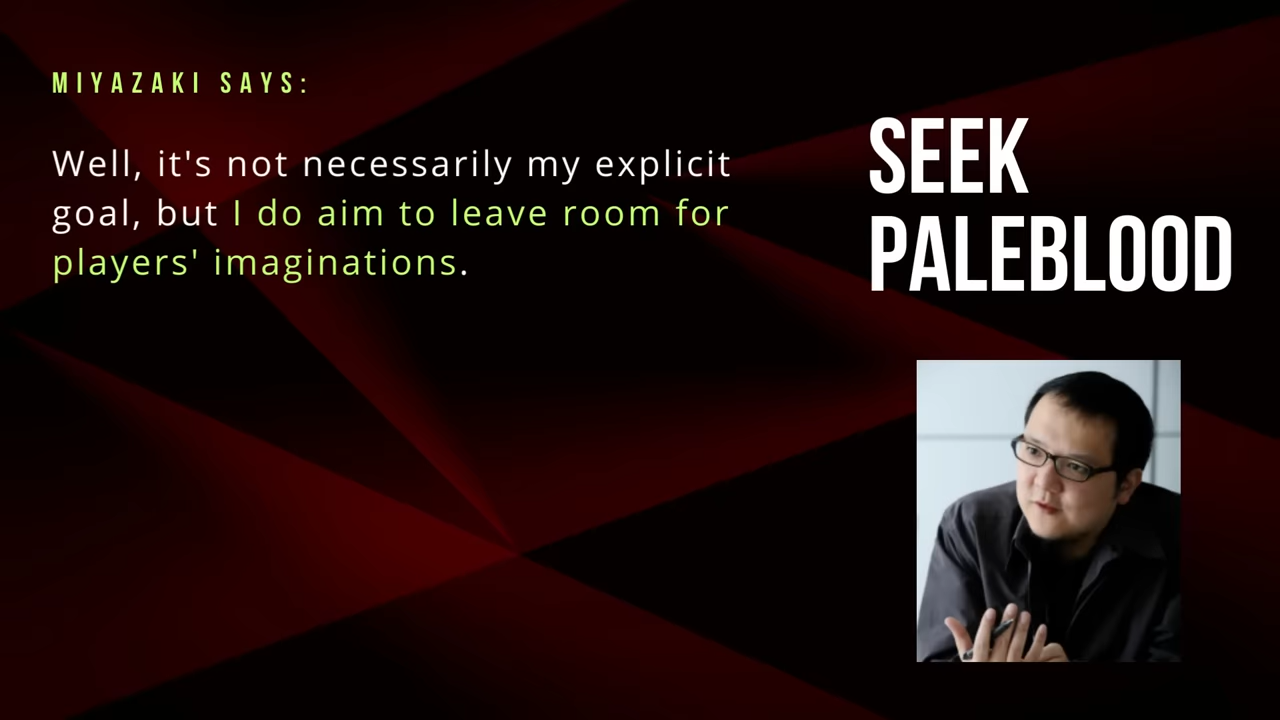 MIYAZAKI SAYS:
Well, it's not necessarily my explicit
goal, but I do aim to leave room for
players' imaginations.
SEEK
PALEBLOOD